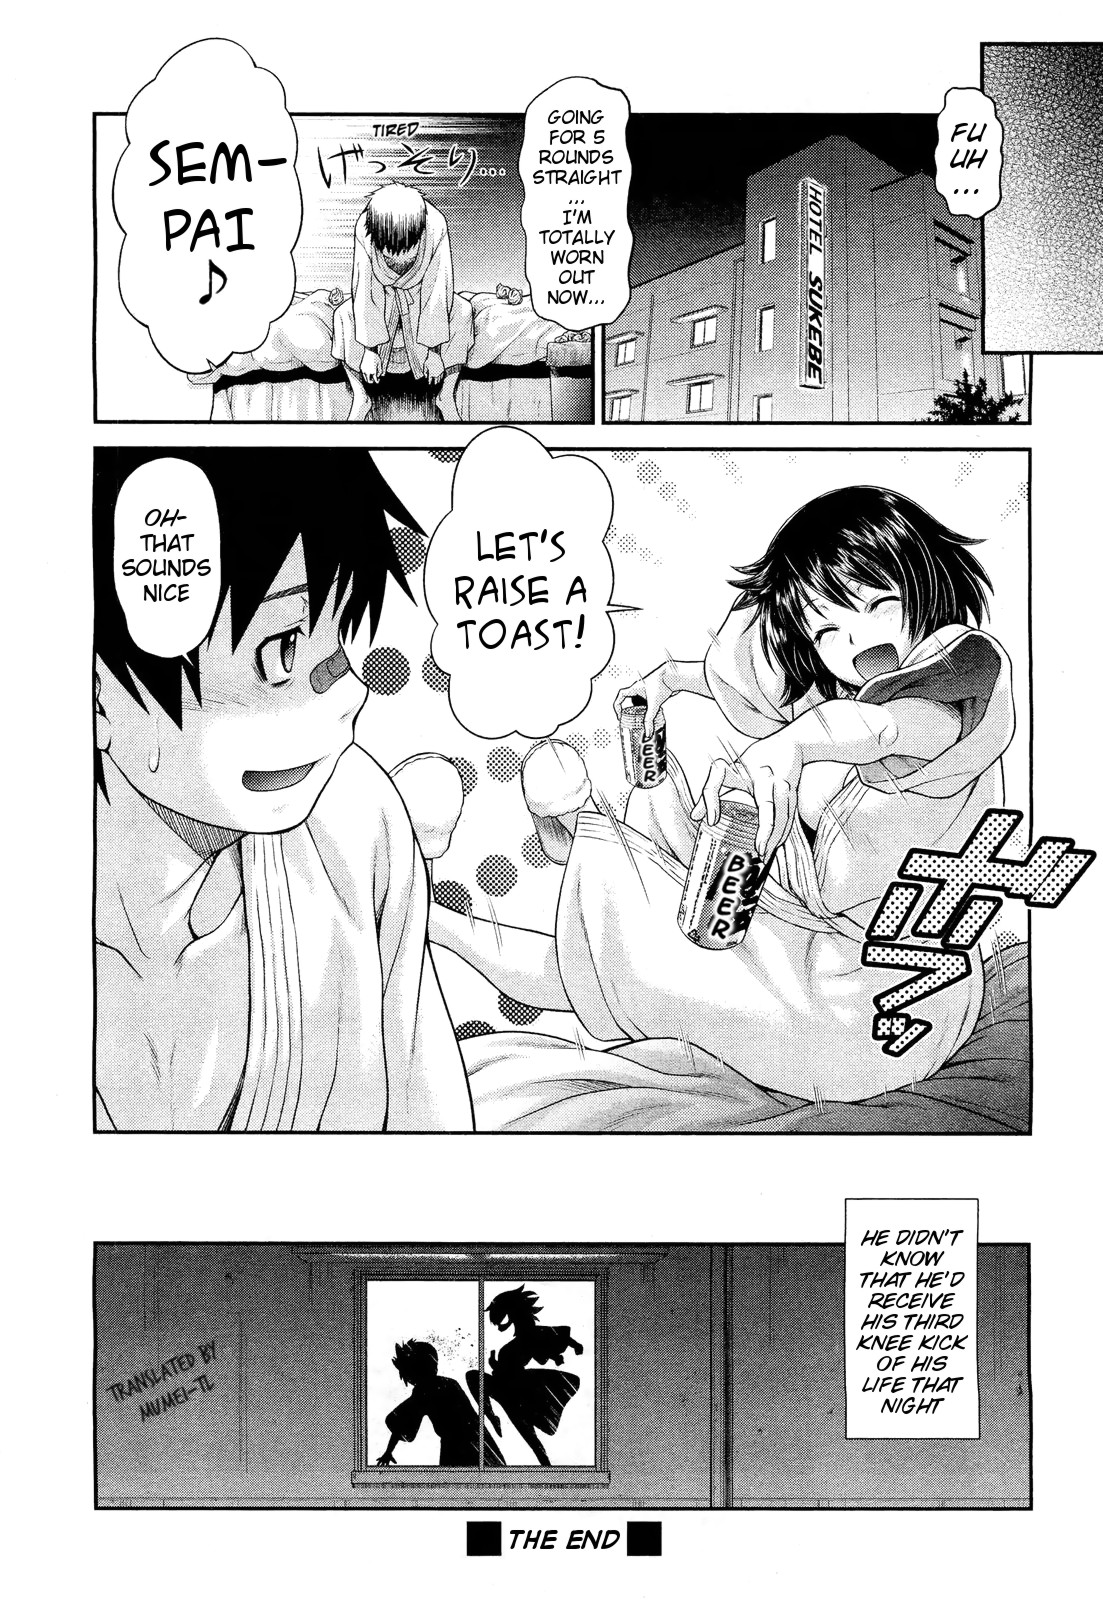 FU
UH
...
HOTEL SUKEBE
GOING
FOR 5
ROUNDS
STRAIGHT
...
I'M
TOTALLY
WORN
OUT
NOW...
TIRED
げっそり...
SEM-
PAI
♪
LET'S
RAISE A
TOAST!
BEER
BEER
OH-
THAT
SOUNDS
NICE
HE DIDN'T
KNOW
THAT HE'D
RECEIVE
HIS THIRD
KNEE KICK
OF HIS
LIFE THAT
NIGHT
TRANSLATED BY
MUMEI-TL
THE END